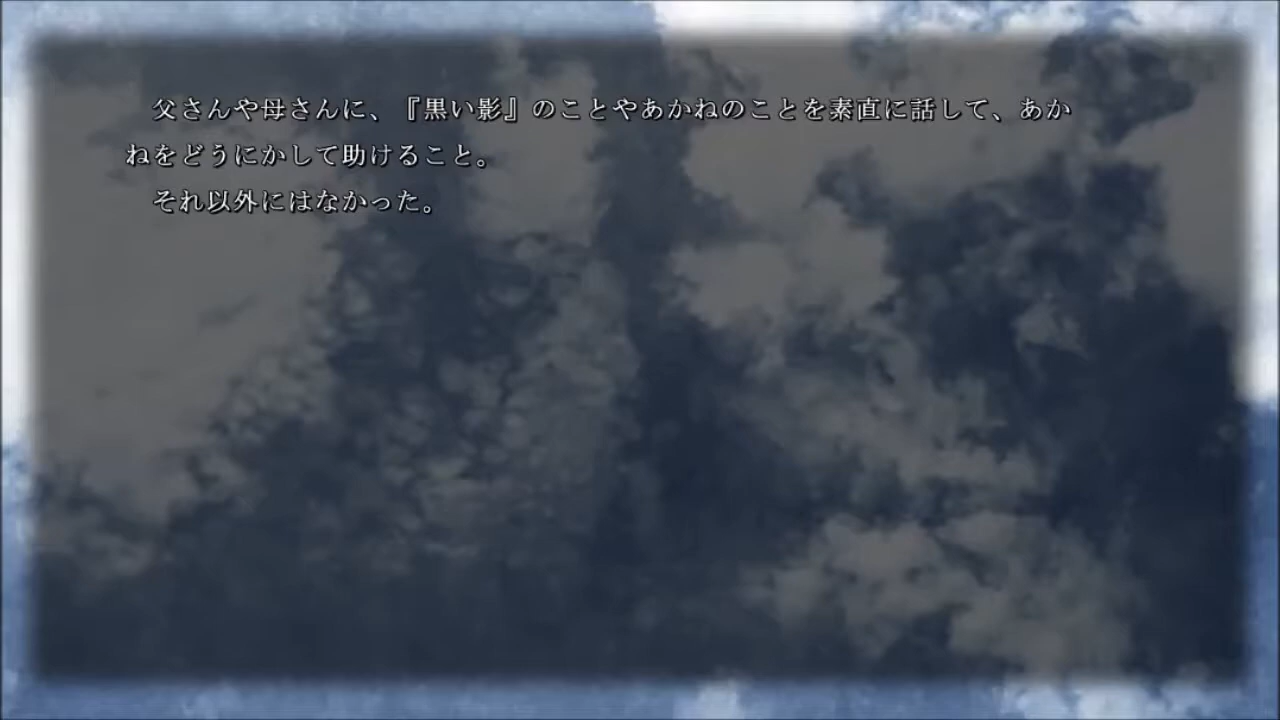 父さんや母さんに、『黒い影』のことやあかねのことを素直に話して、あか
ねをどうにかして助けること。
それ以外にはなかった。